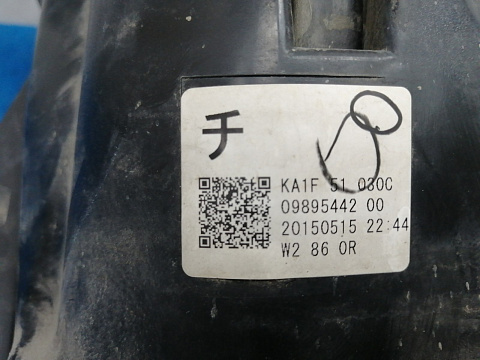 チ
KA1F 51 030C
09895442 00
20150515 22:44
W2 86 0R